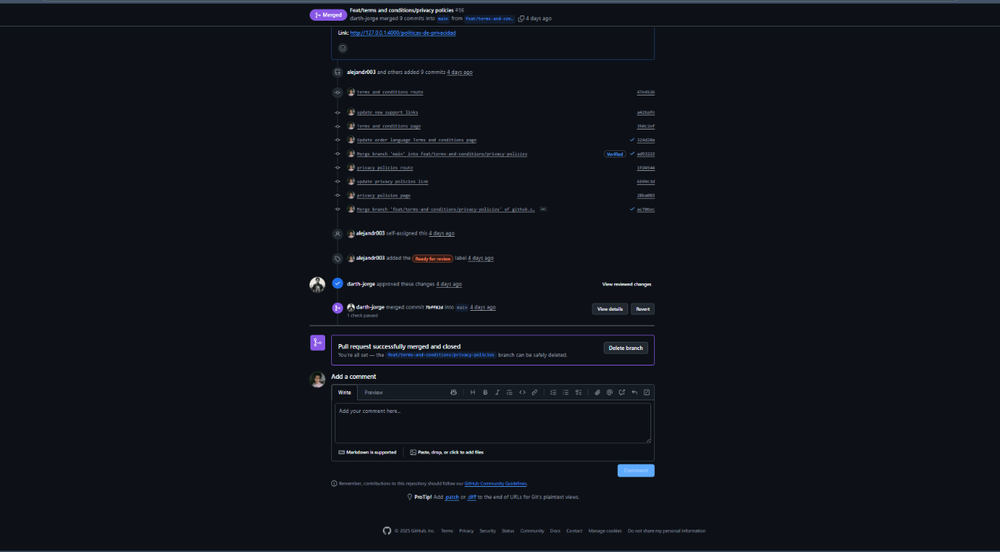 Merged
Feat/terms and conditions/privacy policies #56
darth-jorge merged 9 commits into main from feat/terms-and-con… 4 days ago
Link: http://127.0.0.1:4000/politicas-de-privacidad
alejandr003 and others added 9 commits 4 days ago
terms and conditions route 47e4526
update new support links a426afe
Terms and conditions page 358c2ef
Update order language Terms and conditions page 324d28a
Merge branch 'main' into feat/terms-and-conditions/privacy-policies Verified ad93223
privacy policies route 1fd4544
update privacy policies link 6599c3d
privacy policies page 28ba803
Merge branch 'feat/terms-and-conditions/privacy-policies' of github.c… ac706ec
alejandr003 self-assigned this 4 days ago
alejandr003 added the Ready for review label 4 days ago
darth-jorge approved these changes 4 days ago View reviewed changes
darth-jorge merged commit 7bff82d into main 4 days ago View details Revert
1 check passed
Pull request successfully merged and closed
You're all set — the feat/terms-and-conditions/privacy-policies branch can be safely deleted.
Delete branch
Add a comment
Write Preview
Add your comment here...
Markdown is supported Paste, drop, or click to add files
Comment
Remember, contributions to this repository should follow our GitHub Community Guidelines.
ProTip! Add .patch or .diff to the end of URLs for Git's plaintext views.
© 2025 GitHub, Inc. Terms Privacy Security Status Community Docs Contact Manage cookies Do not share my personal information